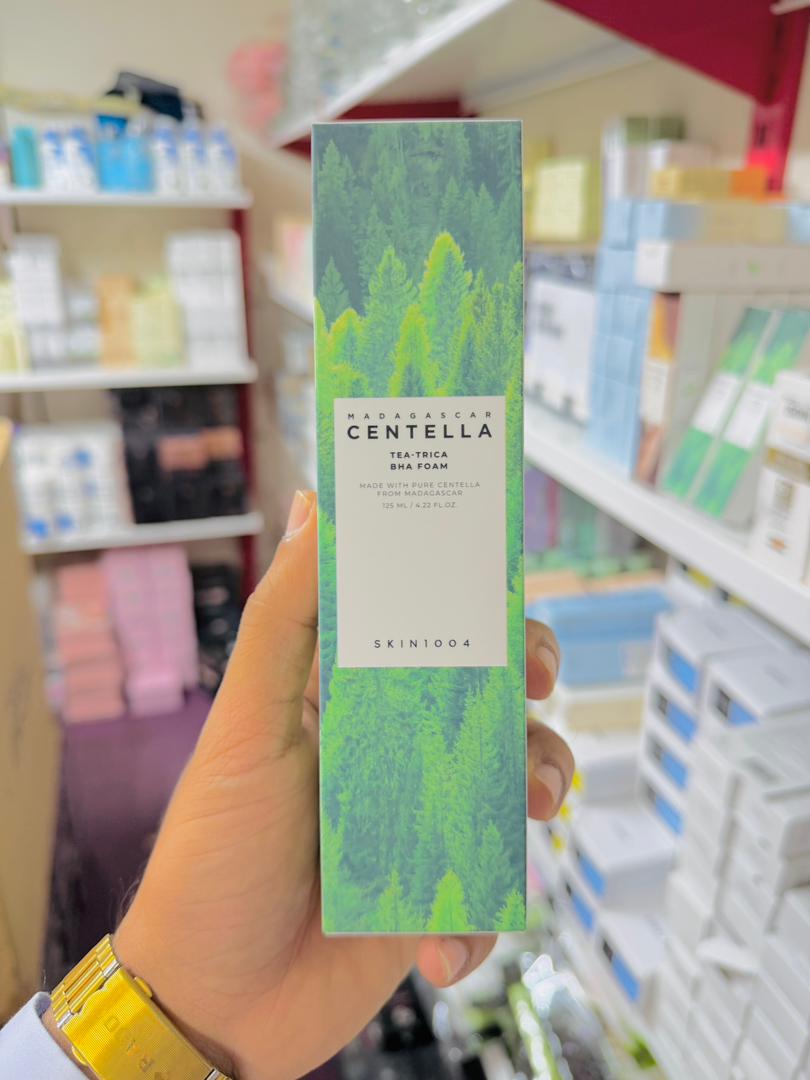 MADAGASCAR
CENTELLA
TEA-TRICA
BHA FOAM
MADE WITH PURE CENTELLA
FROM MADAGASCAR
125 ML / 4.22 FL.OZ.
SKIN1004
RADO